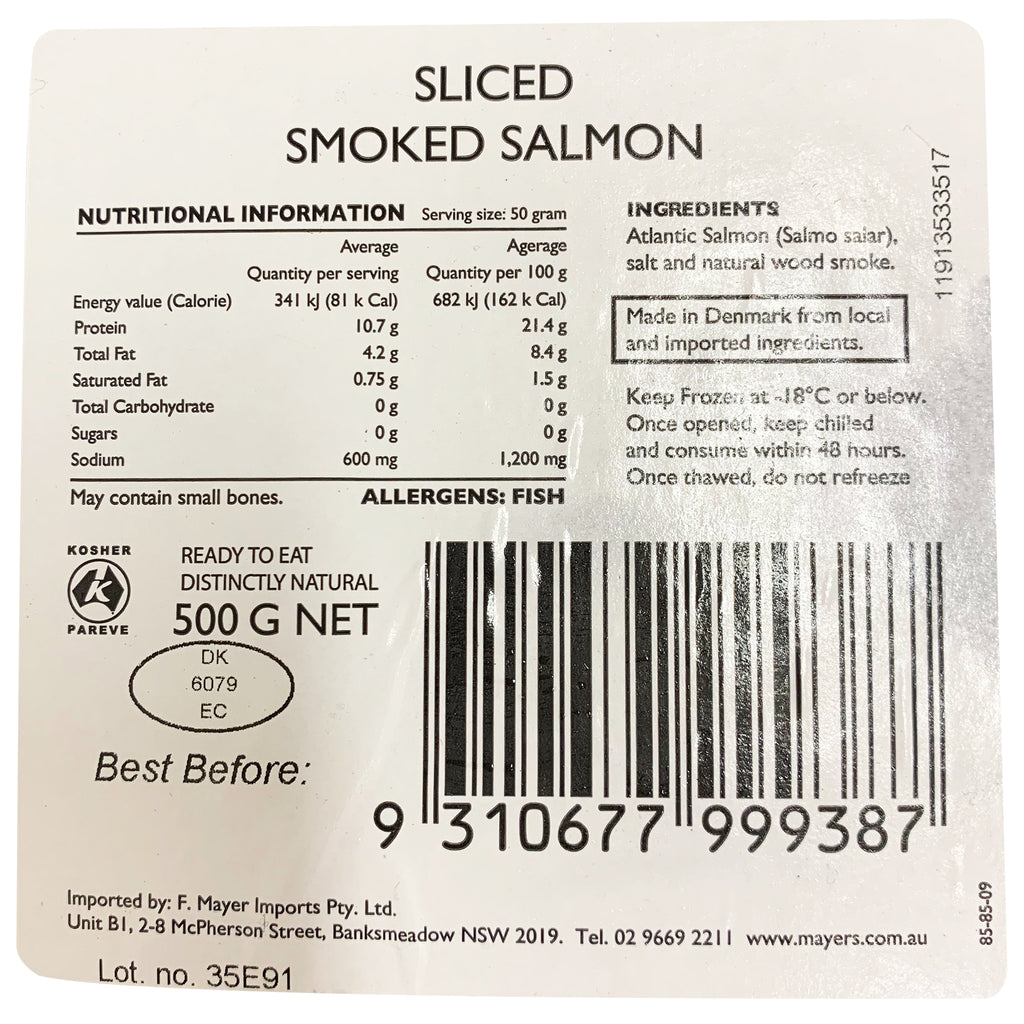 SLICED
SMOKED SALMON
NUTRITIONAL INFORMATION Serving size: 50 gram
Average Agerage
Quantity per serving Quantity per 100 g
Energy value (Calorie) 341 kJ (81 k Cal) 682 kJ (162 k Cal)
Protein 10.7 g 21.4 g
Total Fat 4.2 g 8.4 g
Saturated Fat 0.75 g 1.5 g
Total Carbohydrate 0 g 0 g
Sugars 0 g 0 g
Sodium 600 mg 1,200 mg
May contain small bones. ALLERGENS: FISH
INGREDIENTS
Atlantic Salmon (Salmo salar),
salt and natural wood smoke.
Made in Denmark from local
and imported ingredients.
Keep Frozen at -18°C or below.
Once opened, keep chilled
and consume within 48 hours.
Once thawed, do not refreeze
1191353351​7
KOSHER
K
PAREVE
READY TO EAT
DISTINCTLY NATURAL
500 G NET
DK
6079
EC
Best Before:
9 310677 999387
Imported by: F. Mayer Imports Pty. Ltd.
Unit B1, 2-8 McPherson Street, Banksmeadow NSW 2019. Tel. 02 9669 2211 www.mayers.com.au
85-85-09
Lot. no. 35E91